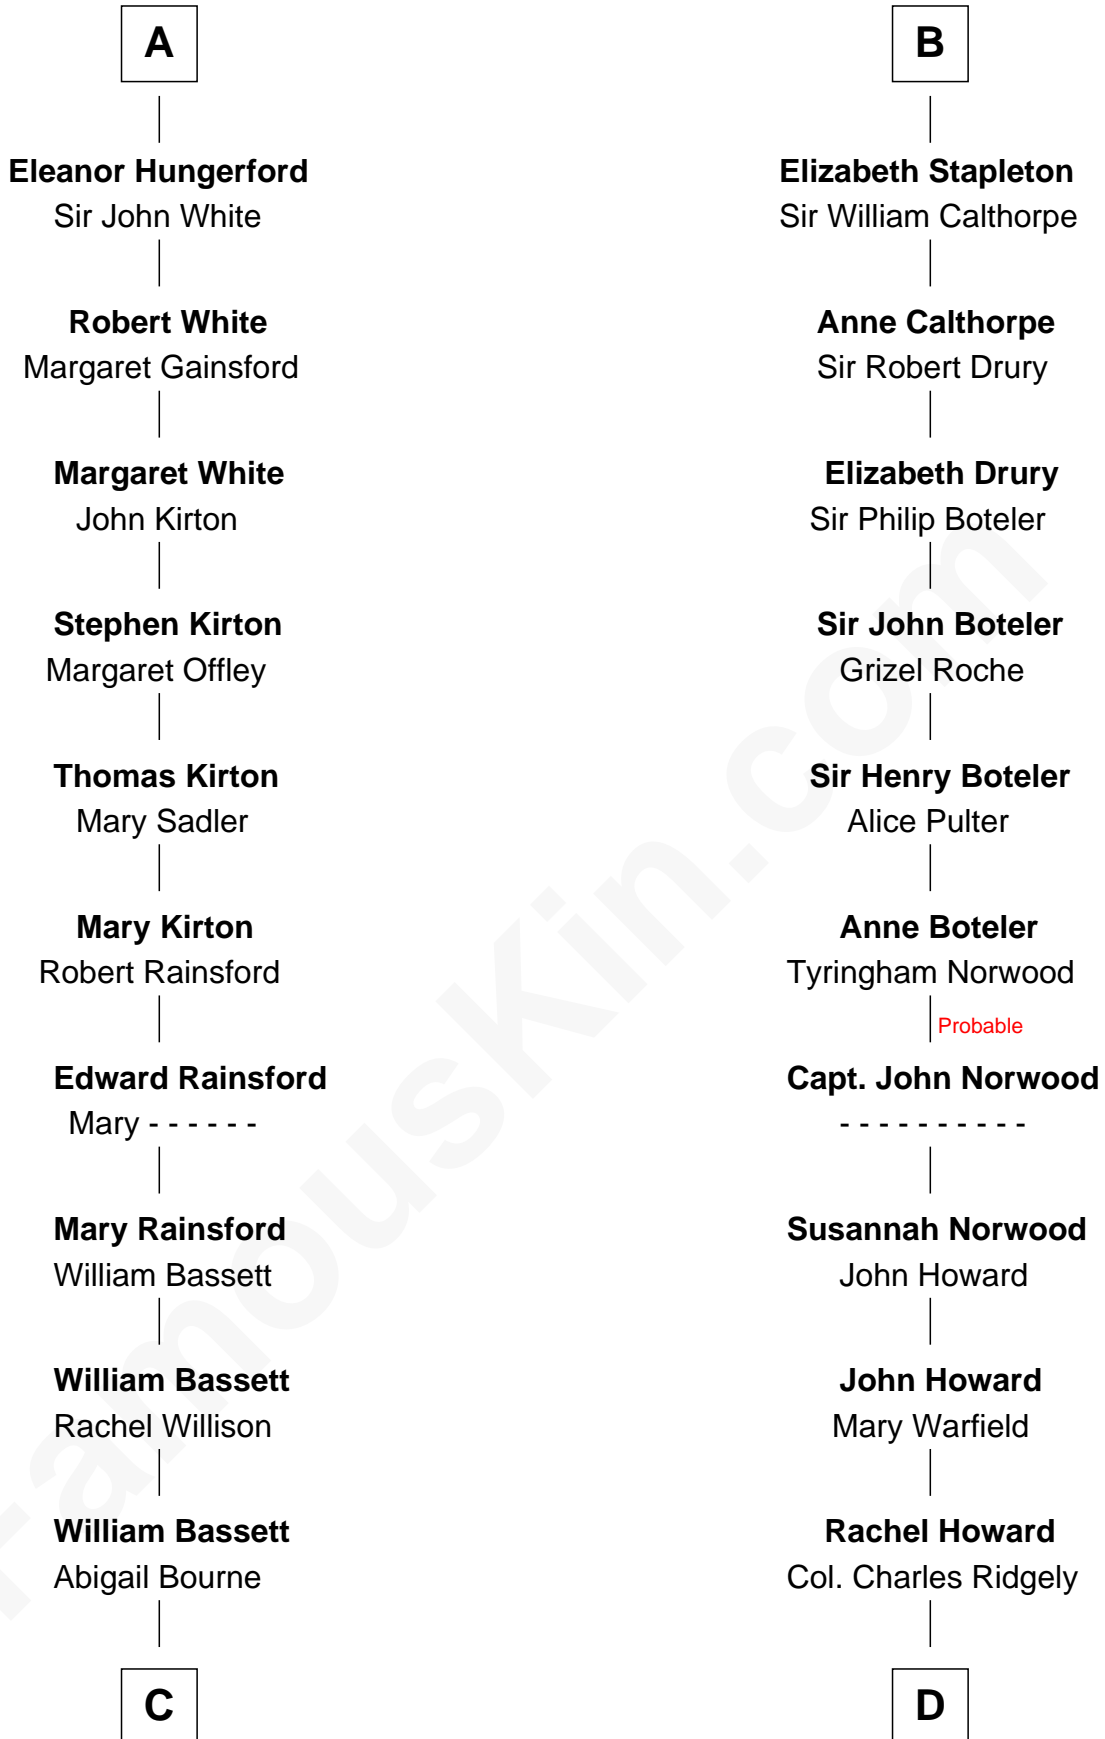 A
Eleanor Hungerford
Sir John White
Robert White
Margaret Gainsford
Margaret White
John Kirton
Stephen Kirton
Margaret Offley
Thomas Kirton
Mary Sadler
Mary Kirton
Robert Rainsford
Edward Rainsford
Mary - - - - - -
Mary Rainsford
William Bassett
William Bassett
Rachel Willison
William Bassett
Abigail Bourne
C
B
Elizabeth Stapleton
Sir William Calthorpe
Anne Calthorpe
Sir Robert Drury
Elizabeth Drury
Sir Philip Boteler
Sir John Boteler
Grizel Roche
Sir Henry Boteler
Alice Pulter
Anne Boteler
Tyringham Norwood
Probable
Capt. John Norwood
- - - - - - - - - -
Susannah Norwood
John Howard
John Howard
Mary Warfield
Rachel Howard
Col. Charles Ridgely
D
FamousKin.com